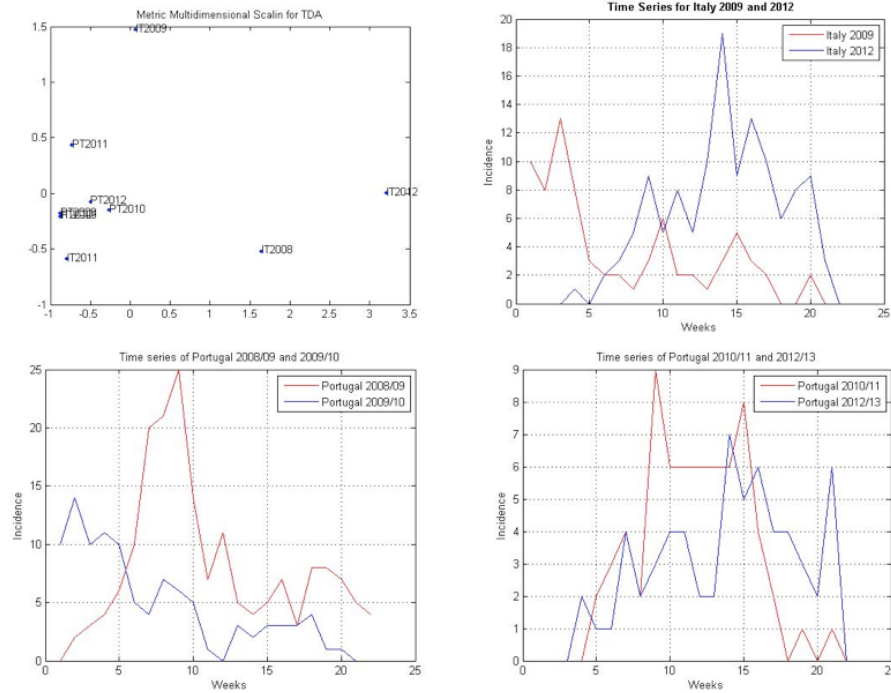 Metric Multidimensional Scalin for TDA
1.5
1
0.5
0
-0.5
-1
IT2009
PT2011
PT2012
PT2010
IT2011
IT2008
IT2012
-1 -0.5 0 0.5 1 1.5 2 2.5 3 3.5
Time Series for Italy 2009 and 2012
Italy 2009
Italy 2012
Incidence
20
18
16
14
12
10
8
6
4
2
0
0 5 10 15 20 25
Weeks
Time series of Portugal 2008/09 and 2009/10
Portugal 2008/09
Portugal 2009/10
Incidence
25
20
15
10
5
0
0 5 10 15 20 25
Weeks
Time series of Portugal 2010/11 and 2012/13
Portugal 2010/11
Portugal 2012/13
Incidence
9
8
7
6
5
4
3
2
1
0
0 5 10 15 20 25
Weeks